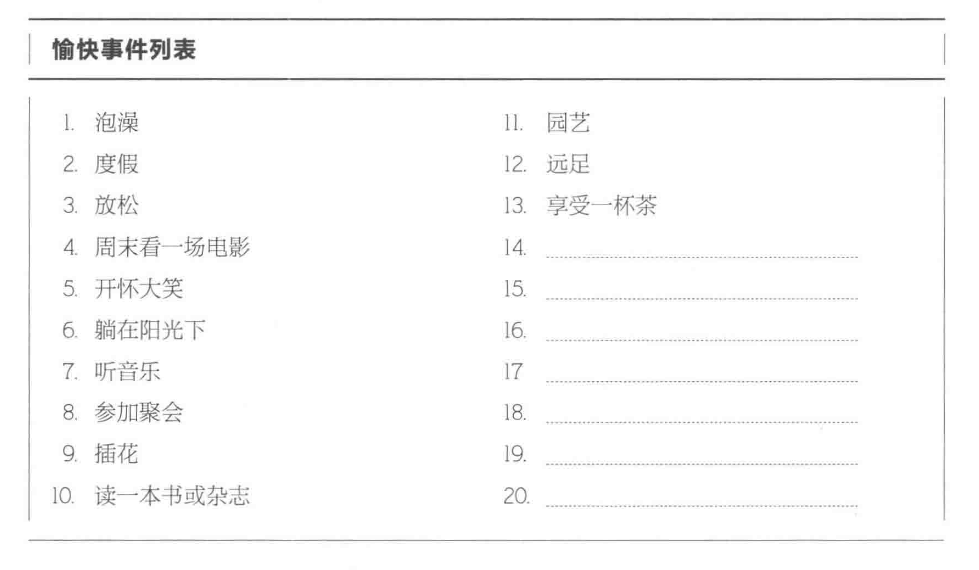 愉快事件列表
1. 泡澡
2. 度假
3. 放松
4. 周末看一场电影
5. 开怀大笑
6. 躺在阳光下
7. 听音乐
8. 参加聚会
9. 插花
10. 读一本书或杂志
11. 园艺
12. 远足
13. 享受一杯茶
14.
15.
16.
17
18.
19.
20.